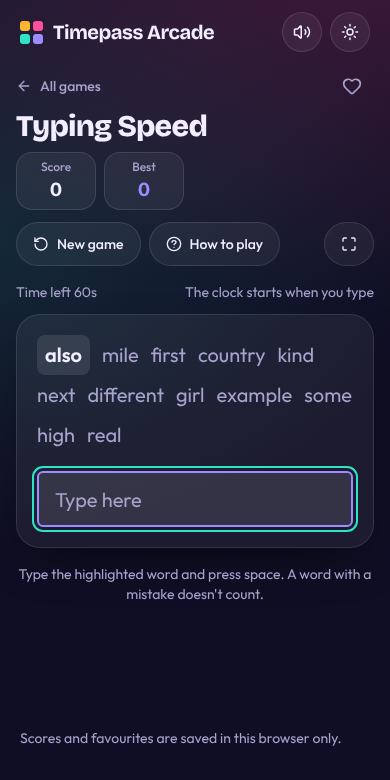 Timepass Arcade
All games
Typing Speed
Score
0
Best
0
New game
How to play
Time left 60s
The clock starts when you type
also mile first country kind
next different girl example some
high real
Type here
Type the highlighted word and press space. A word with a
mistake doesn't count.
Scores and favourites are saved in this browser only.